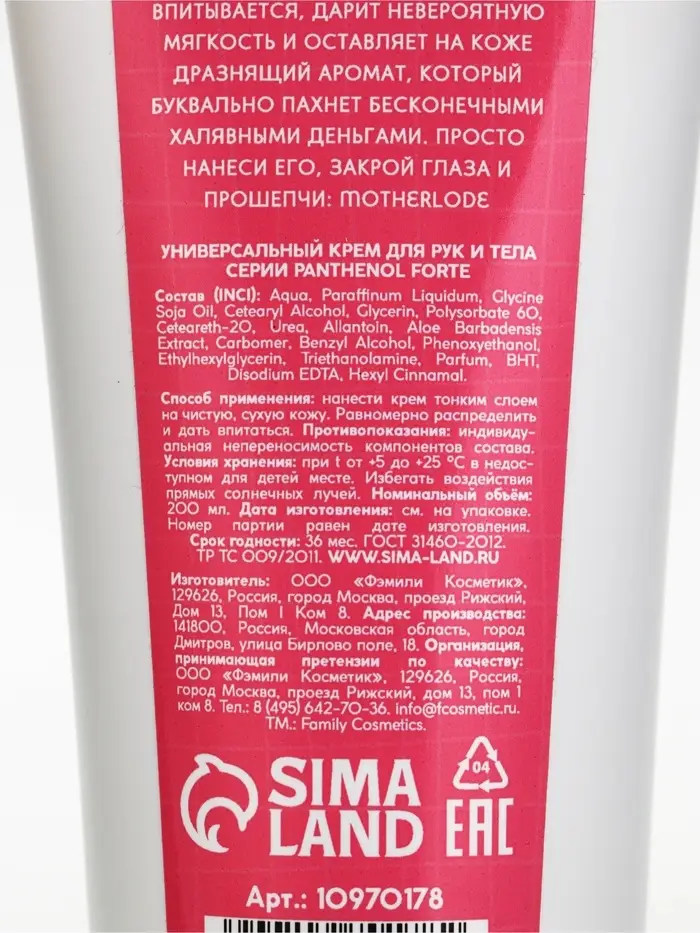 ВПИТЫВАЕТСЯ, ДАРИТ НЕВЕРОЯТНУЮ
МЯГКОСТЬ И ОСТАВЛЯЕТ НА КОЖЕ
ДРАЗНЯЩИЙ АРОМАТ, КОТОРЫЙ
БУКВАЛЬНО ПАХНЕТ БЕСКОНЕЧНЫМИ
ХАЛЯВНЫМИ ДЕНЬГАМИ. ПРОСТО
НАНЕСИ ЕГО, ЗАКРОЙ ГЛАЗА И
ПРОШЕПЧИ: MOTHERLODE
УНИВЕРСАЛЬНЫЙ КРЕМ ДЛЯ РУК И ТЕЛА
СЕРИИ PANTHENOL FORTE
Состав (INCI): Aqua, Paraffinum Liquidum, Glycine
Soja Oil, Cetearyl Alcohol, Glycerin, Polysorbate 60,
Ceteareth-20, Urea, Allantoin, Aloe Barbadensis
Extract, Carbomer, Benzyl Alcohol, Phenoxyethanol,
Ethylhexylglycerin, Triethanolamine, Parfum, BHT,
Disodium EDTA, Hexyl Cinnamal.
Способ применения: нанести крем тонким слоем
на чистую, сухую кожу. Равномерно распределить
и дать впитаться. Противопоказания: индивиду-
альная непереносимость компонентов состава.
Условия хранения: при t от +5 до +25 °C в недос-
тупном для детей месте. Избегать воздействия
прямых солнечных лучей. Номинальный объём:
200 мл. Дата изготовления: см. на упаковке.
Номер партии равен дате изготовления.
Срок годности: 36 мес. ГОСТ 31460-2012.
ТР ТС 009/2011. WWW.SIMA-LAND.RU
Изготовитель: ООО «Фэмили Косметик»,
129626, Россия, город Москва, проезд Рижский,
Дом 13, Пом I Ком 8. Адрес производства:
141800, Россия, Московская область, город
Дмитров, улица Бирлово поле, 18. Организация,
принимающая претензии по качеству:
ООО «Фэмили Косметик», 129626, Россия,
город Москва, проезд Рижский, дом 13, пом 1
ком 8. Тел.: 8 (495) 642-70-36. info@fcosmetic.ru.
ТМ.: Family Cosmetics.
SIMA
LAND
04
EAC
Арт.: 10970178